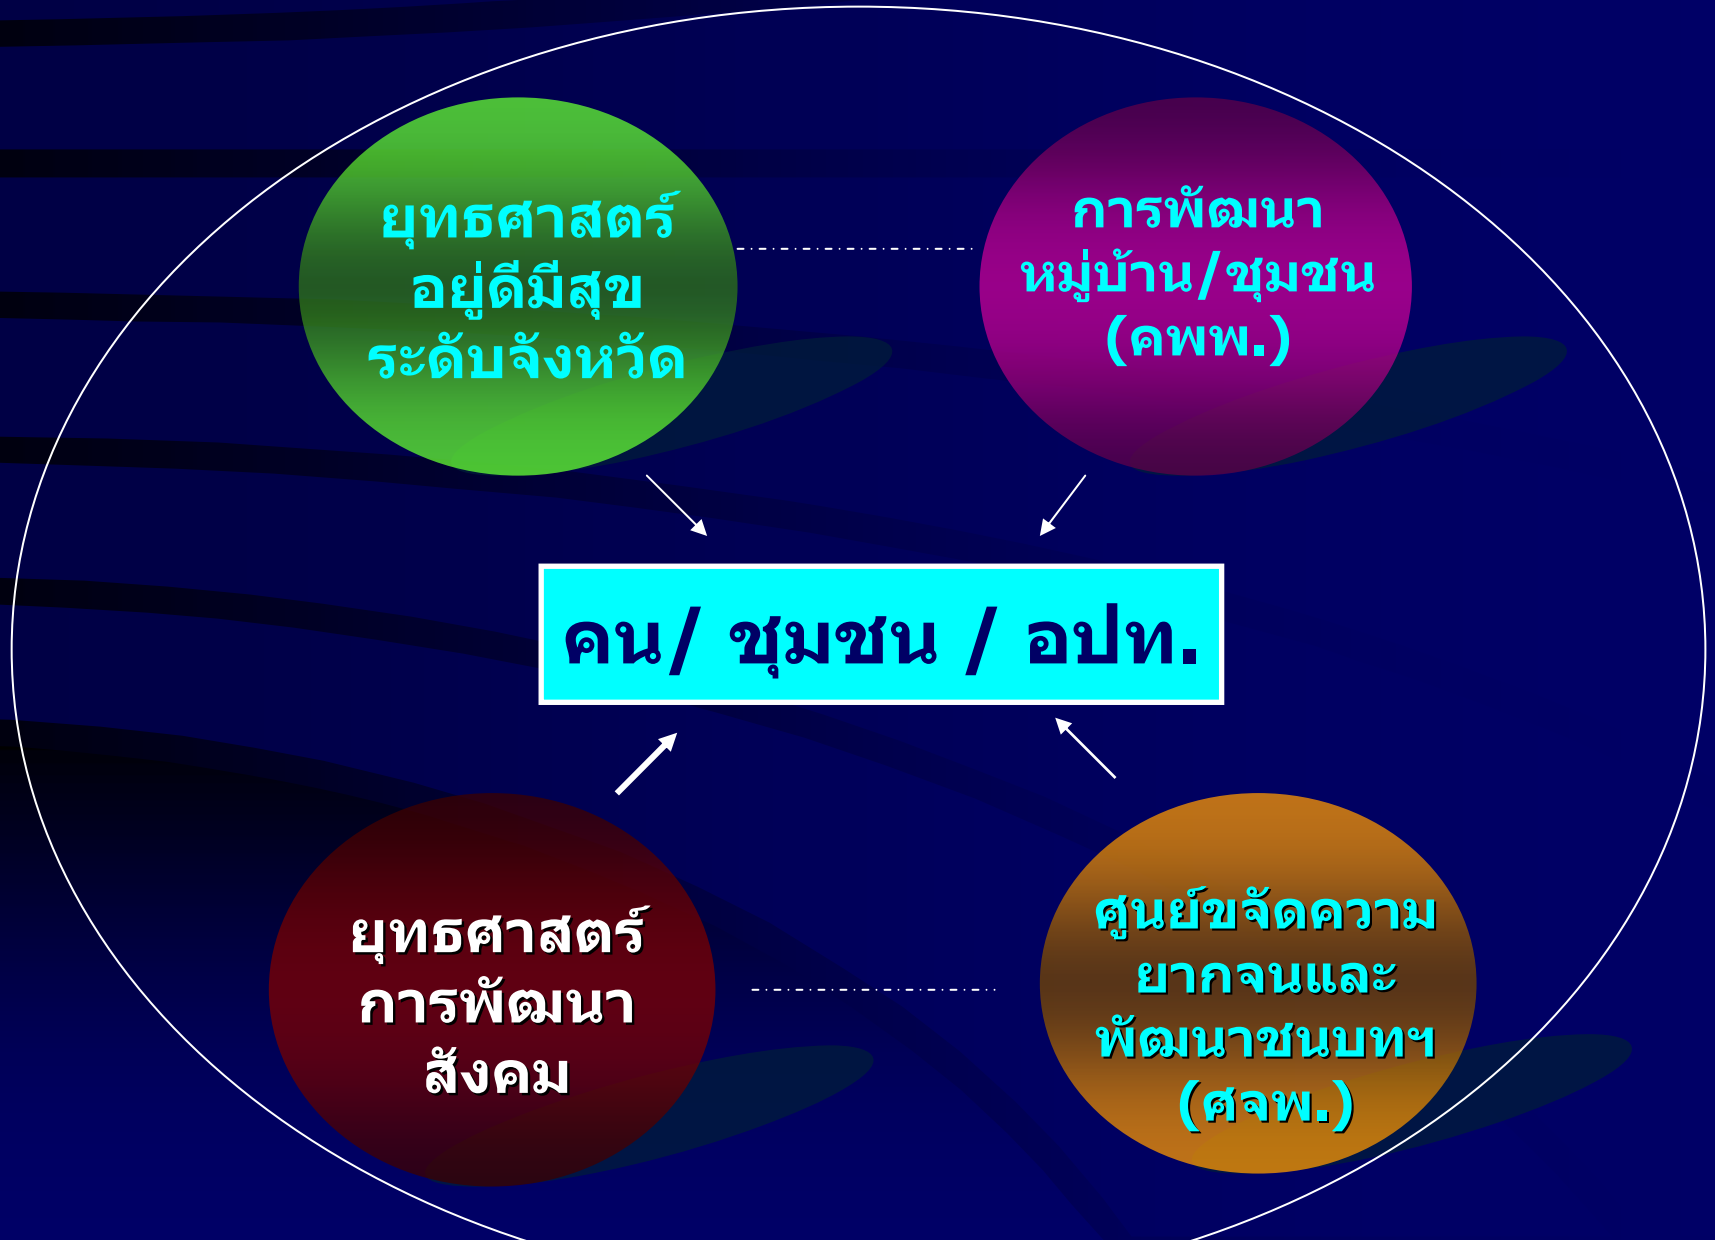 ยุทธศาสตร์
อยู่ดีมีสุข
ระดับจังหวัด
การพัฒนา
หมู่บ้าน/ชุมชน
(คพพ.)
คน/ ชุมชน / อปท.
ยุทธศาสตร์
การพัฒนา
สังคม
ศูนย์ขจัดความ
ยากจนและ
พัฒนาชนบทฯ
(ศจพ.)